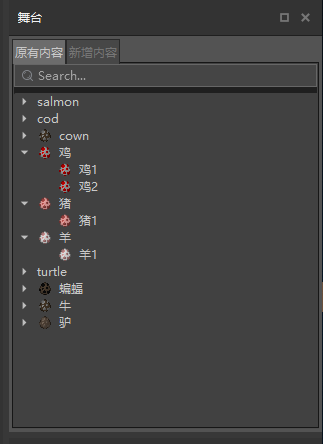 舞台
原有内容 新增内容
Search...
salmon
cod
cown
鸡
鸡1
鸡2
猪
猪1
羊
羊1
turtle
蝙蝠
牛
驴